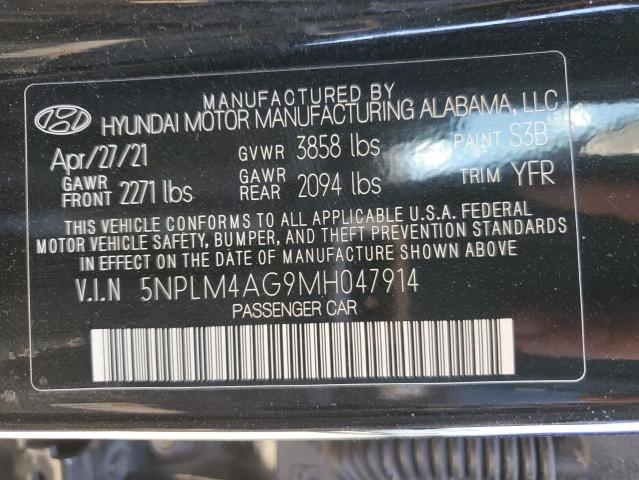 MANUFACTURED BY
HYUNDAI MOTOR MANUFACTURING ALABAMA, LLC
Apr/27/21 GVWR 3858 lbs PAINT S3B
GAWR FRONT 2271 lbs GAWR REAR 2094 lbs TRIM YFR
THIS VEHICLE CONFORMS TO ALL APPLICABLE U.S.A. FEDERAL
MOTOR VEHICLE SAFETY, BUMPER, AND THEFT PREVENTION STANDARDS
IN EFFECT ON THE DATE OF MANUFACTURE SHOWN ABOVE.
V.I.N 5NPLM4AG9MH047914
PASSENGER CAR